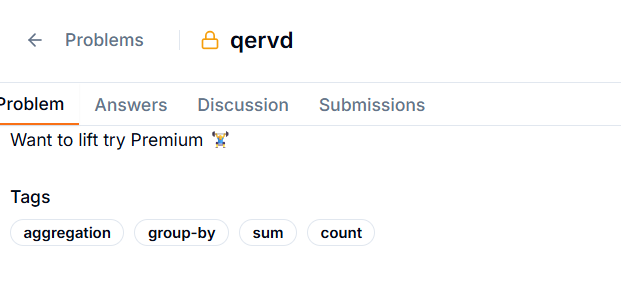 Problems
qervd
Problem
Answers
Discussion
Submissions
Want to lift try Premium 🏋️
Tags
aggregation
group-by
sum
count